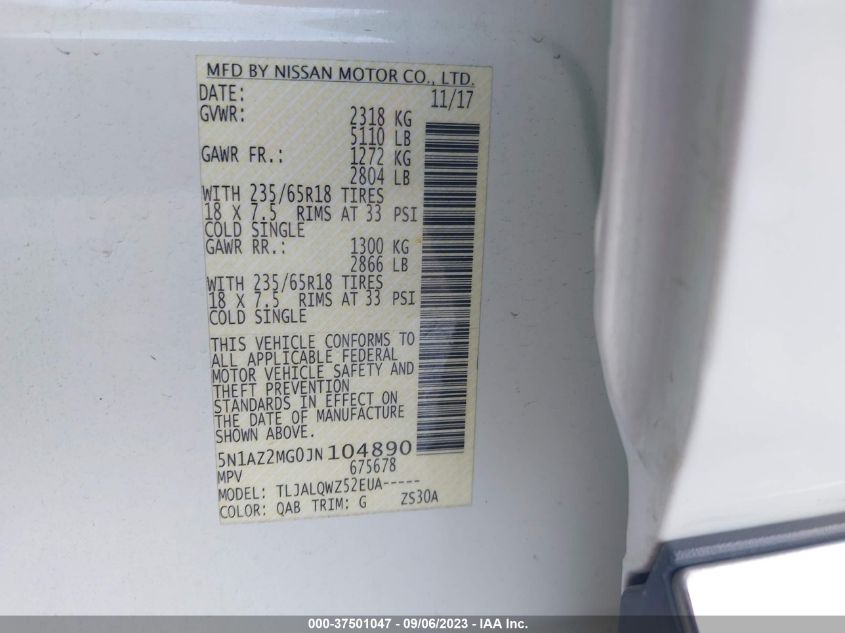 MFD BY NISSAN MOTOR CO., LTD.
DATE: 11/17
GVWR: 2318 KG
5110 LB
GAWR FR.: 1272 KG
2804 LB
WITH 235/65R18 TIRES
18 X 7.5 RIMS AT 33 PSI
COLD SINGLE
GAWR RR.: 1300 KG
2866 LB
WITH 235/65R18 TIRES
18 X 7.5 RIMS AT 33 PSI
COLD SINGLE
THIS VEHICLE CONFORMS TO
ALL APPLICABLE FEDERAL
MOTOR VEHICLE SAFETY AND
THEFT PREVENTION
STANDARDS IN EFFECT ON
THE DATE OF MANUFACTURE
SHOWN ABOVE.
5N1AZ2MG0JN104890
MPV 675678
MODEL: TLJALQWZ52EUA-----
COLOR: QAB TRIM: G ZS30A
000-37501047 - 09/06/2023 - IAA Inc.